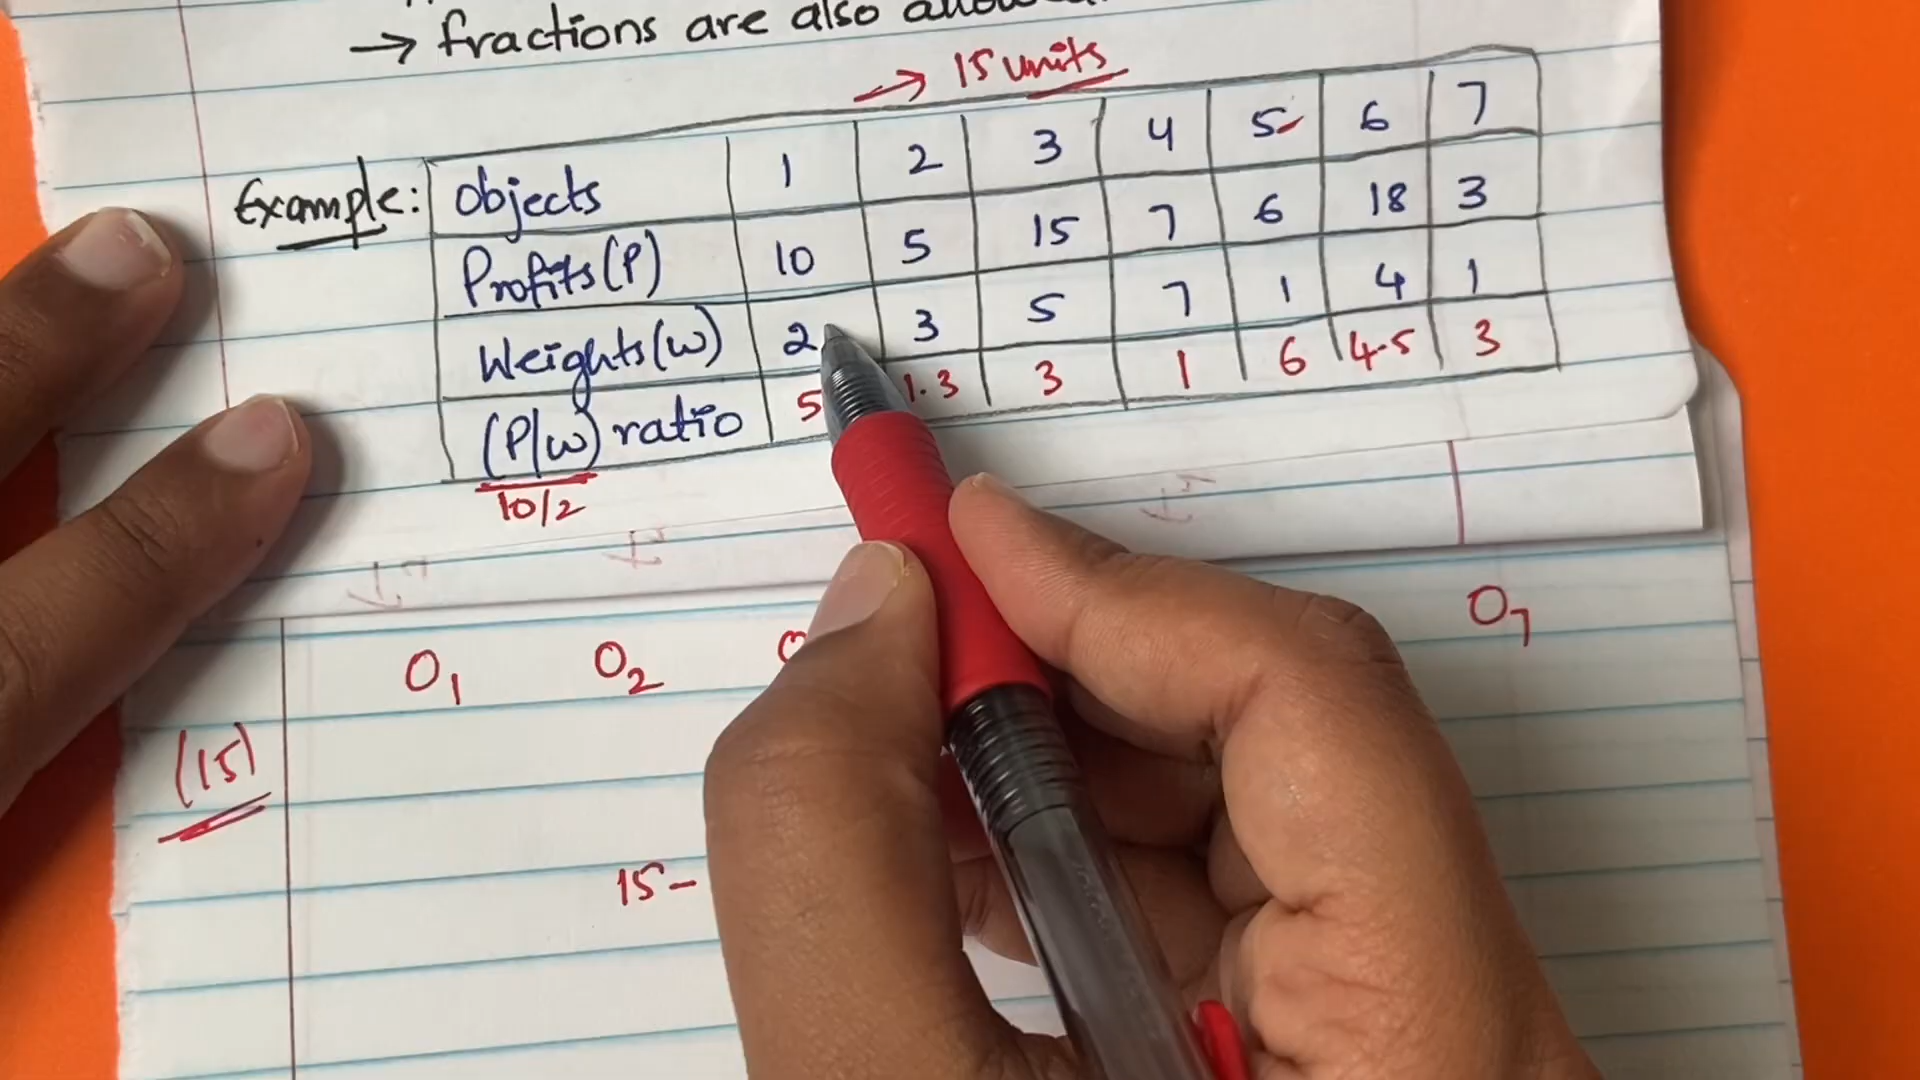 → fractions are also
→ 15 units
Example:
Objects 1 2 3 4 5 6 7
Profits(P) 10 5 15 7 6 18 3
Weights(w) 2 3 5 7 1 4 1
(P/w) ratio 5 1.3 3 1 6 4.5 3
10/2
O1 O2 O7
(15)
15-